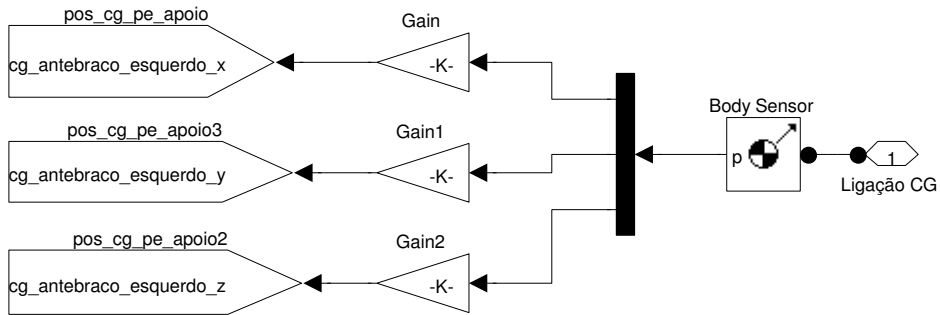 pos_cg_pe_apoio
cg_antebraco_esquerdo_x
Gain
-K-
pos_cg_pe_apoio3
cg_antebraco_esquerdo_y
Gain1
-K-
pos_cg_pe_apoio2
cg_antebraco_esquerdo_z
Gain2
-K-
Body Sensor
p
1
Ligação CG